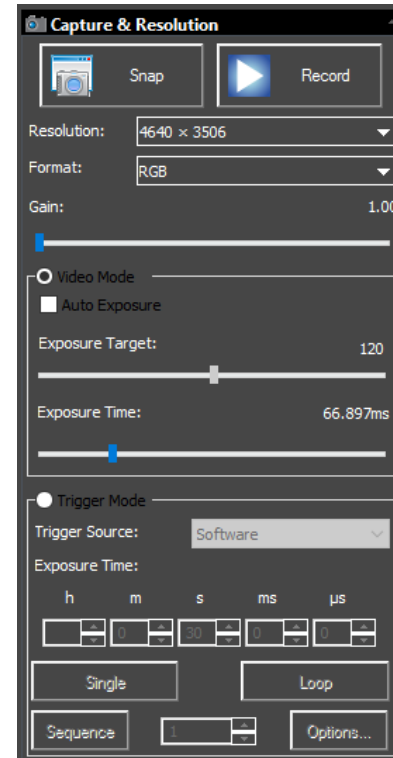 Capture & Resolution
Snap Record
Resolution: 4640 × 3506
Format: RGB
Gain: 1.00
Video Mode
Auto Exposure
Exposure Target: 120
Exposure Time: 66.897ms
Trigger Mode
Trigger Source: Software
Exposure Time:
h m s ms µs
0 30 0 0
Single Loop
Sequence 1 Options...